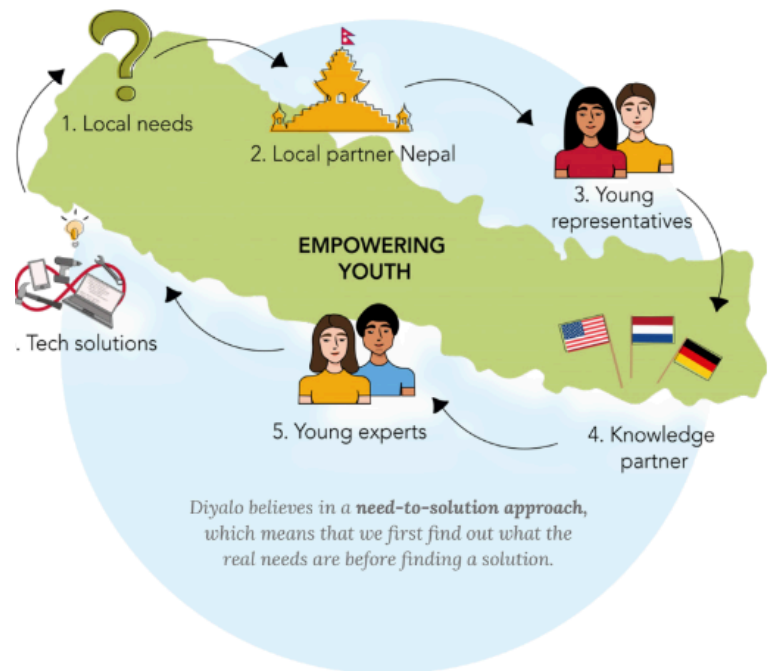 1. Local needs
2. Local partner Nepal
3. Young
representatives
EMPOWERING
YOUTH
. Tech solutions
5. Young experts
4. Knowledge
partner
Diyalo believes in a need-to-solution approach,
which means that we first find out what the
real needs are before finding a solution.